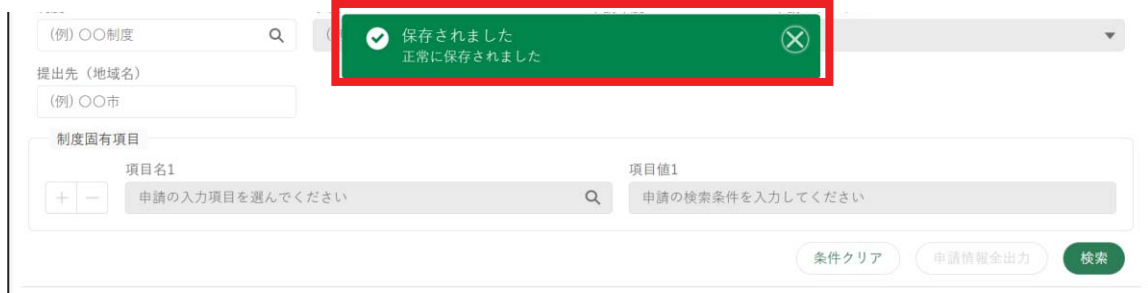 (例) 〇〇制度
保存されました
正常に保存されました
提出先（地域名）
(例) 〇〇市
制度固有項目
項目名1
項目値1
申請の入力項目を選んでください
申請の検索条件を入力してください
条件クリア
申請情報全出力
検索